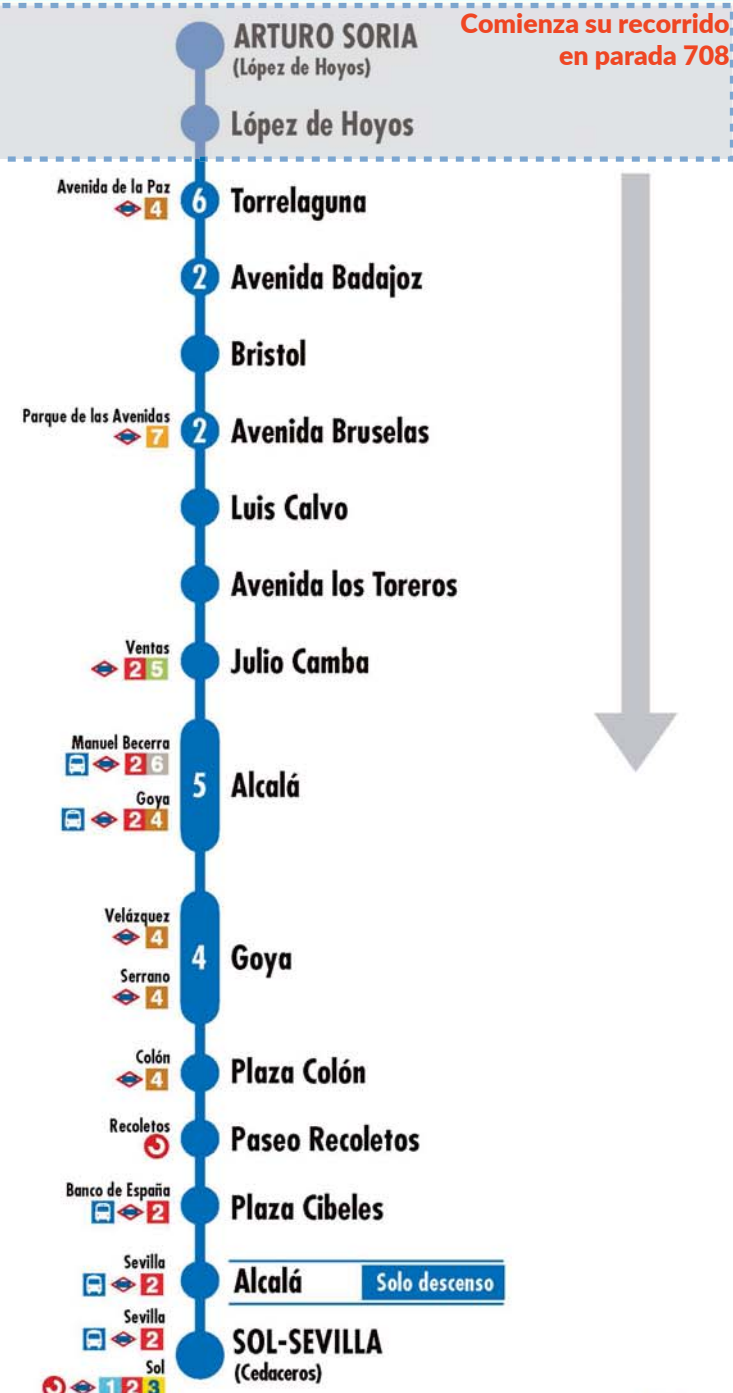 ARTURO SORIA
(López de Hoyos)
Comienza su recorrido
en parada 708
López de Hoyos
Avenida de la Paz
4
6
Torrelaguna
2
Avenida Badajoz
Bristol
Parque de las Avenidas
7
2
Avenida Bruselas
Luis Calvo
Avenida los Toreros
Ventas
2 5
Julio Camba
Manuel Becerra
2 6
Goya
2 4
5
Alcalá
Velázquez
4
Serrano
4
4
Goya
Colón
4
Plaza Colón
Recoletos
Paseo Recoletos
Banco de España
2
Plaza Cibeles
Sevilla
2
Alcalá
Solo descenso
Sevilla
2
SOL-SEVILLA
(Cedaceros)
Sol
1 2 3